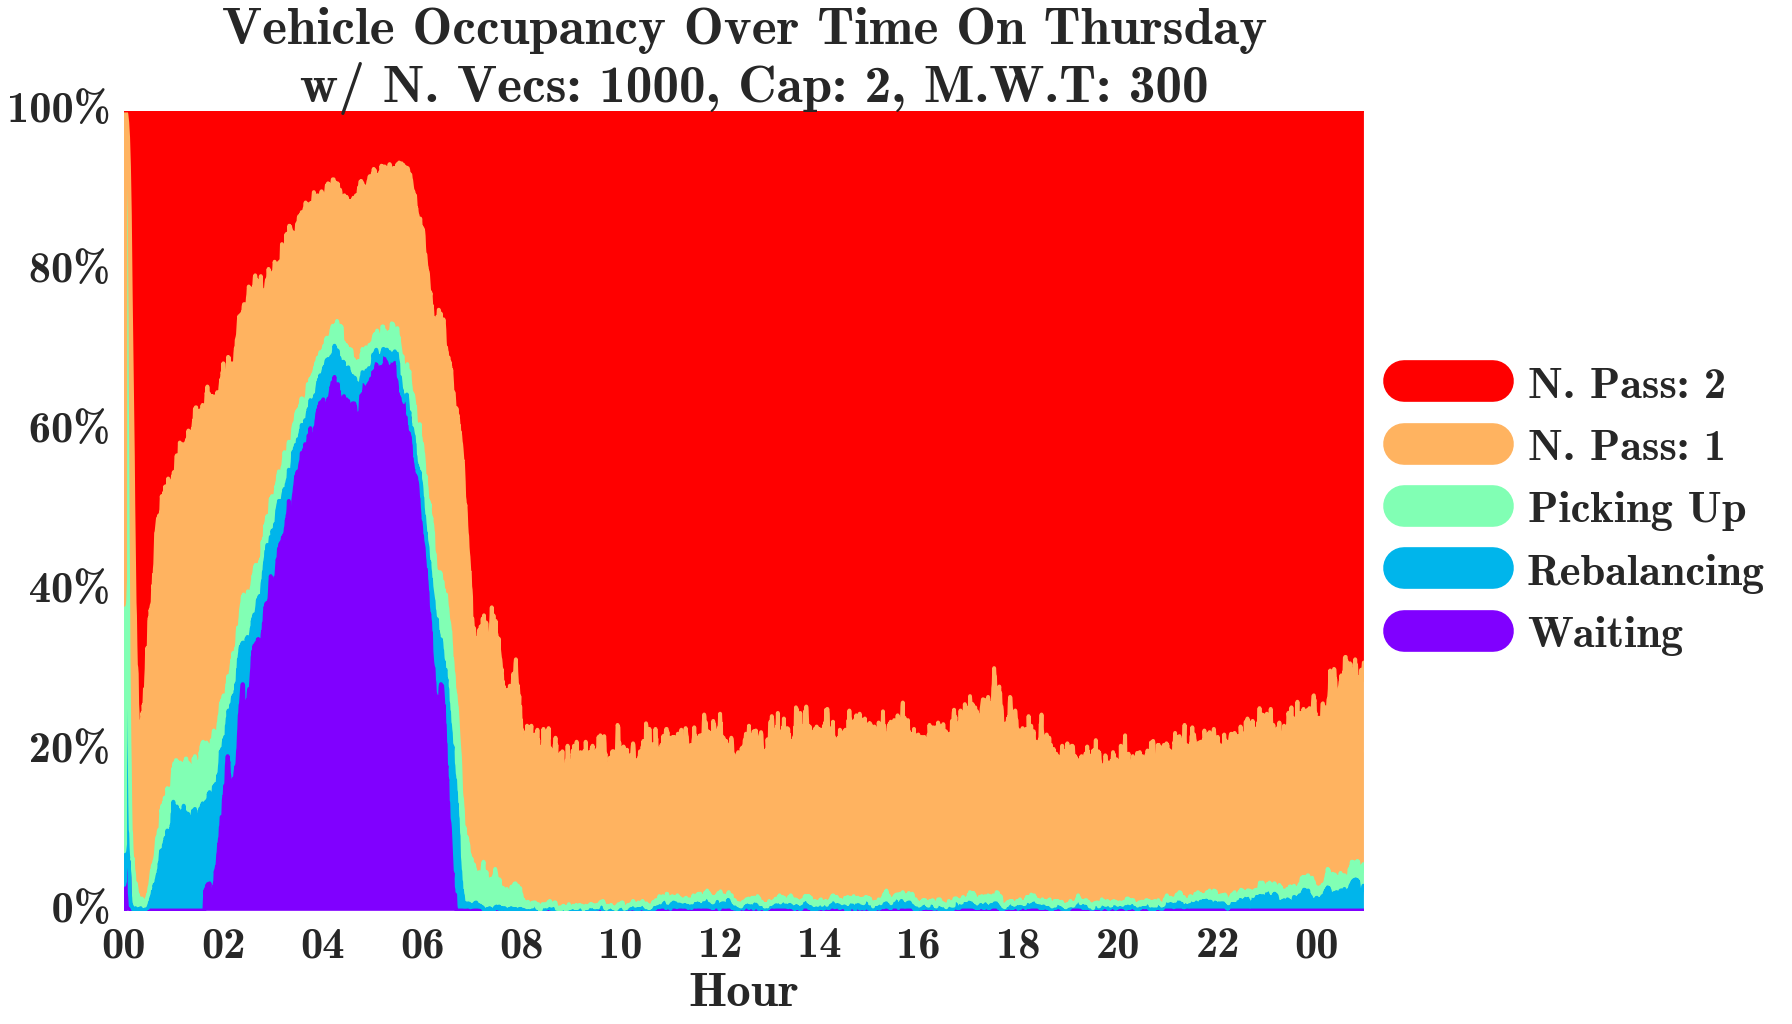 Vehicle Occupancy Over Time On Thursday
w/ N. Vecs: 1000, Cap: 2, M.W.T: 300
100%
80%
60%
40%
20%
0%
00 02 04 06 08 10 12 14 16 18 20 22 00
Hour
N. Pass: 2
N. Pass: 1
Picking Up
Rebalancing
Waiting